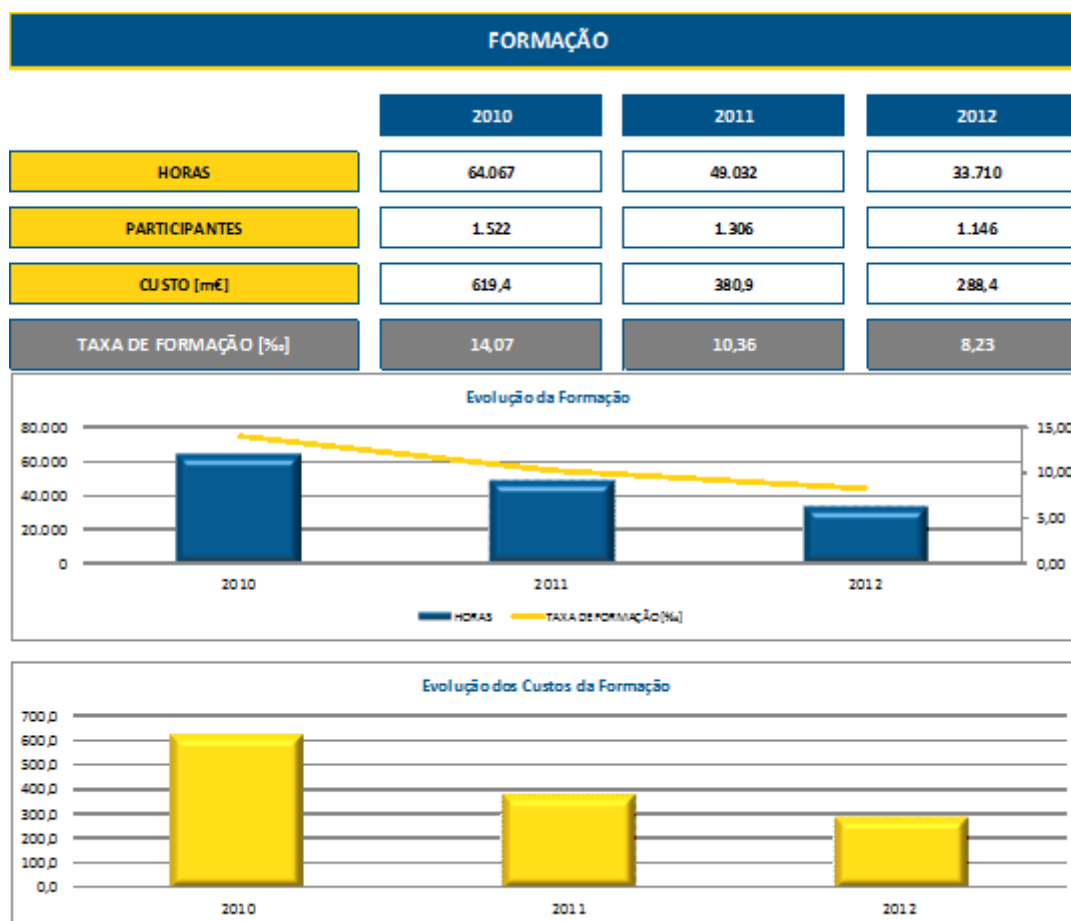 FORMAÇÃO
2010 2011 2012
HORAS 64.067 49.032 33.710
PARTICIPANTES 1.522 1.306 1.146
CUSTO [m€] 619,4 380,9 288,4
TAXA DE FORMAÇÃO [‰] 14,07 10,36 8,23
Evolução da Formação
80.000 15,00
60.000 10,00
40.000
20.000 5,00
0 0,00
2010 2011 2012
HORAS TAXA DE FORMAÇÃO [‰]
Evolução dos Custos da Formação
700,0
600,0
500,0
400,0
300,0
200,0
100,0
0,0
2010 2011 2012